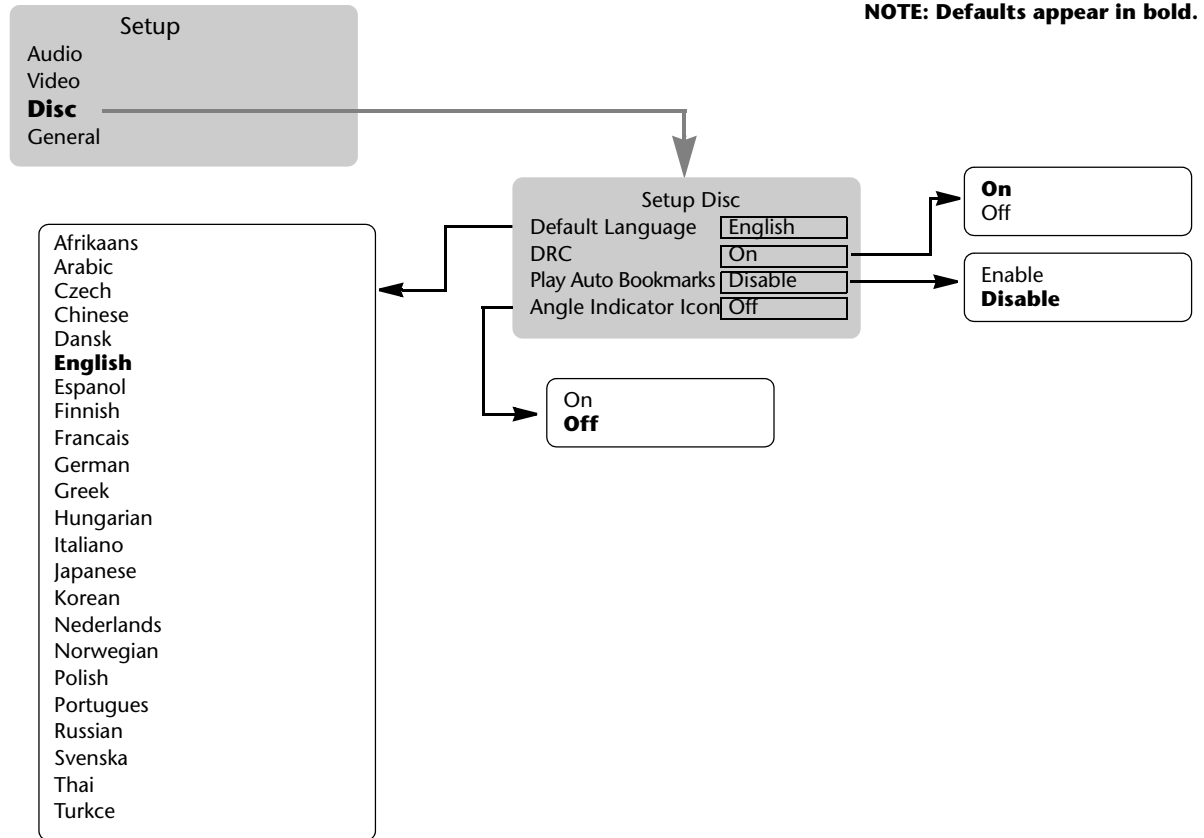 NOTE: Defaults appear in bold.
Setup
Audio
Video
Disc
General
Setup Disc
Default Language English
DRC On
Play Auto Bookmarks Disable
Angle Indicator Icon Off
On
Off
Enable
Disable
On
Off
Afrikaans
Arabic
Czech
Chinese
Dansk
English
Espanol
Finnish
Francais
German
Greek
Hungarian
Italiano
Japanese
Korean
Nederlands
Norwegian
Polish
Portugues
Russian
Svenska
Thai
Turkce